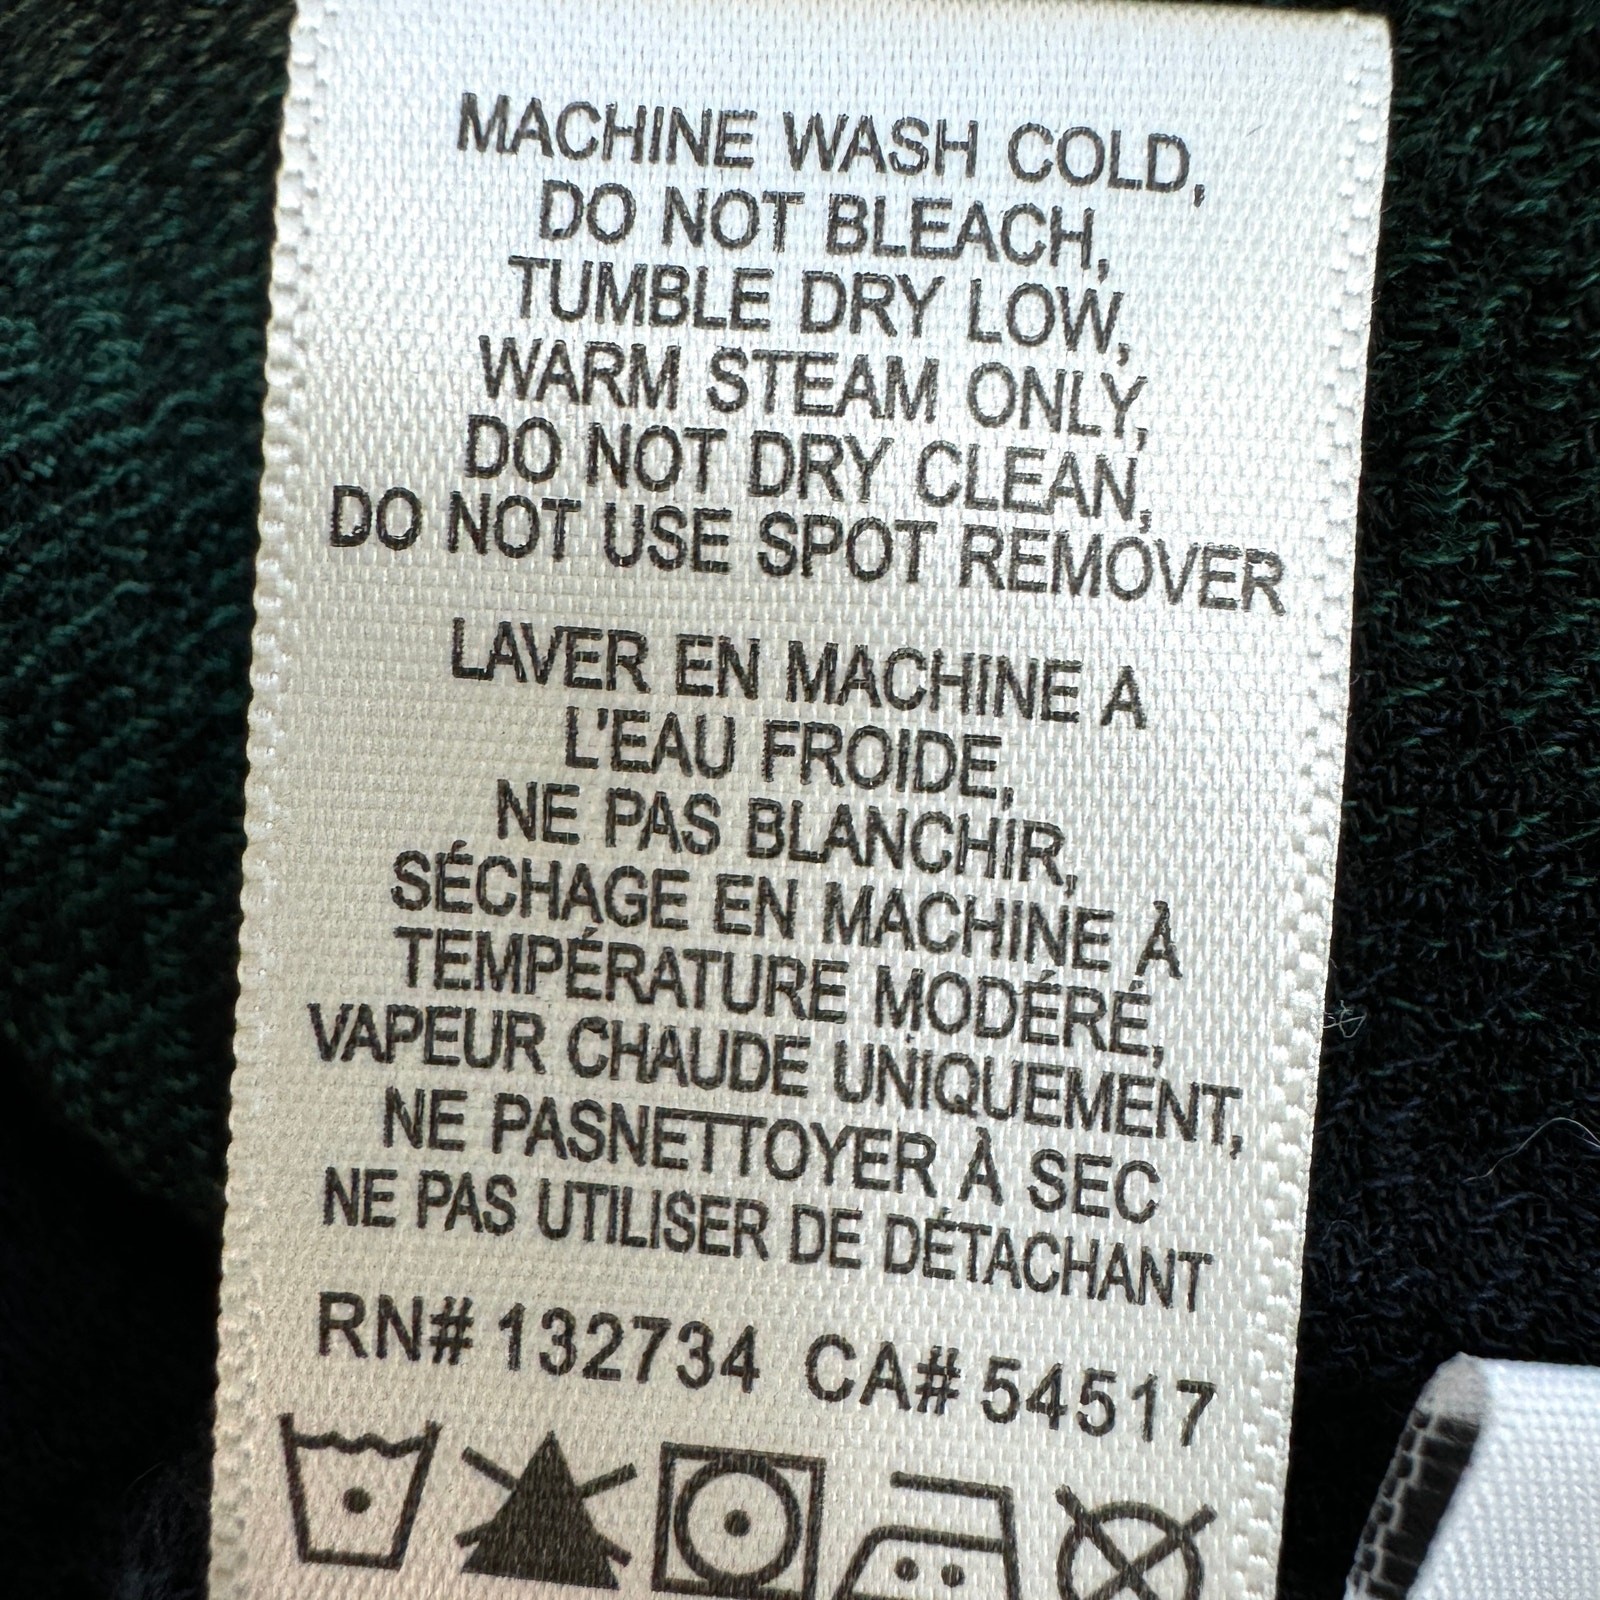 MACHINE WASH COLD,
DO NOT BLEACH,
TUMBLE DRY LOW,
WARM STEAM ONLY,
DO NOT DRY CLEAN,
DO NOT USE SPOT REMOVER
LAVER EN MACHINE A
L'EAU FROIDE,
NE PAS BLANCHIR,
SÉCHAGE EN MACHINE À
TEMPÉRATURE MODÉRÉ,
VAPEUR CHAUDE UNIQUEMENT,
NE PASNETTOYER À SEC
NE PAS UTILISER DE DÉTACHANT
RN# 132734 CA# 54517